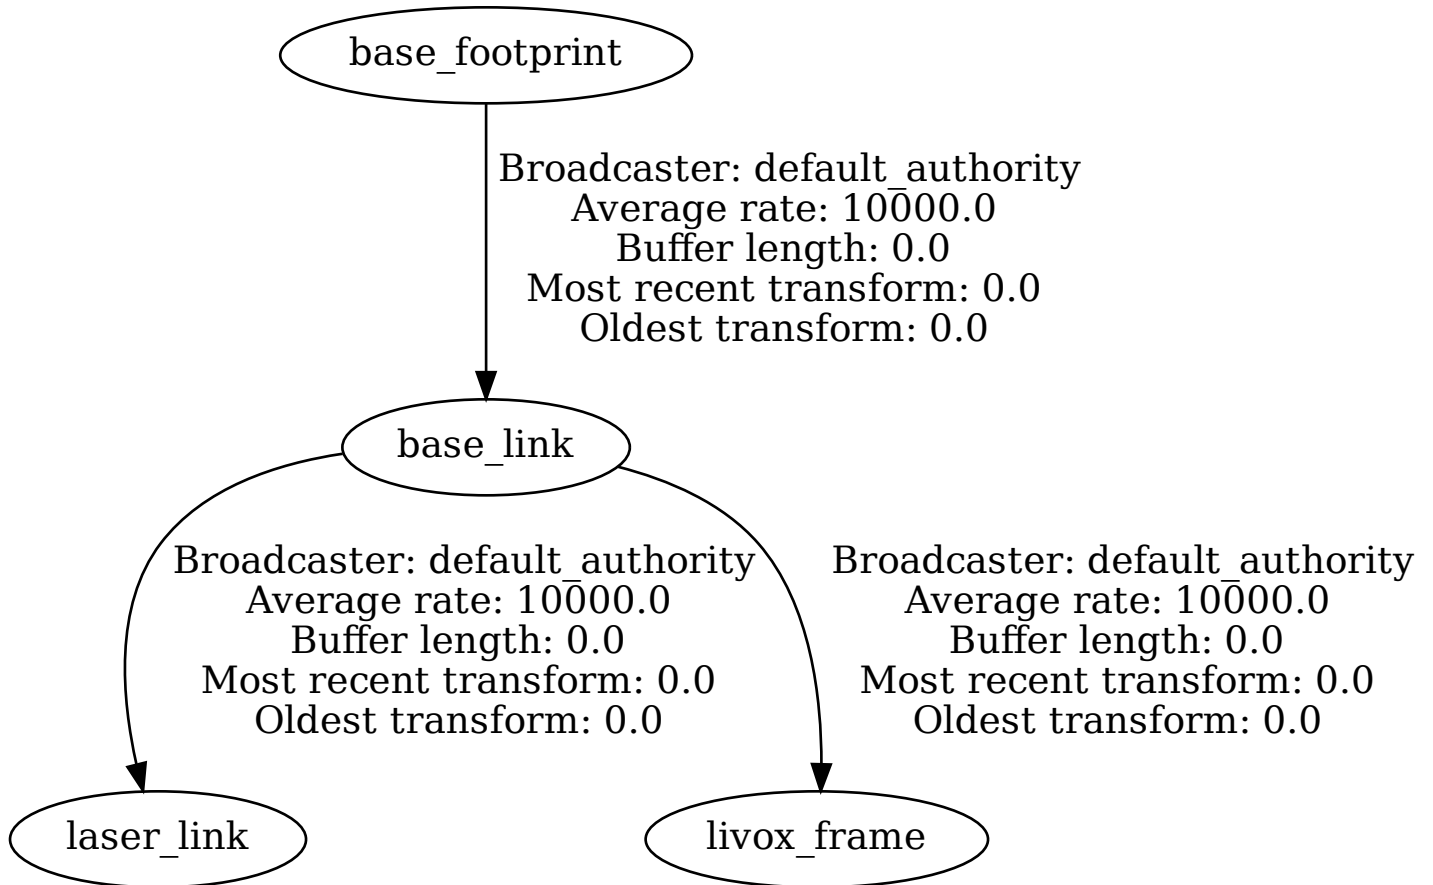 base_footprint
Broadcaster: default_authority
Average rate: 10000.0
Buffer length: 0.0
Most recent transform: 0.0
Oldest transform: 0.0
base_link
Broadcaster: default_authority
Average rate: 10000.0
Buffer length: 0.0
Most recent transform: 0.0
Oldest transform: 0.0
Broadcaster: default_authority
Average rate: 10000.0
Buffer length: 0.0
Most recent transform: 0.0
Oldest transform: 0.0
laser_link
livox_frame